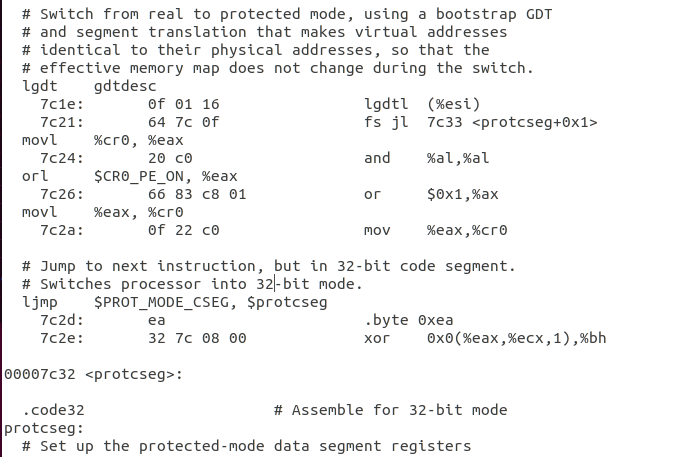 # Switch from real to protected mode, using a bootstrap GDT
# and segment translation that makes virtual addresses
# identical to their physical addresses, so that the
# effective memory map does not change during the switch.
lgdt    gdtdesc
7c1e:       0f 01 16                lgdtl  (%esi)
7c21:       64 7c 0f                fs jl  7c33 <protcseg+0x1>
movl    %cr0, %eax
7c24:       20 c0                   and    %al,%al
orl     $CR0_PE_ON, %eax
7c26:       66 83 c8 01             or     $0x1,%ax
movl    %eax, %cr0
7c2a:       0f 22 c0                mov    %eax,%cr0
# Jump to next instruction, but in 32-bit code segment.
# Switches processor into 32-bit mode.
ljmp    $PROT_MODE_CSEG, $protcseg
7c2d:       ea                      .byte 0xea
7c2e:       32 7c 08 00             xor    0x0(%eax,%ecx,1),%bh
00007c32 <protcseg>:
.code32                     # Assemble for 32-bit mode
protcseg:
# Set up the protected-mode data segment registers